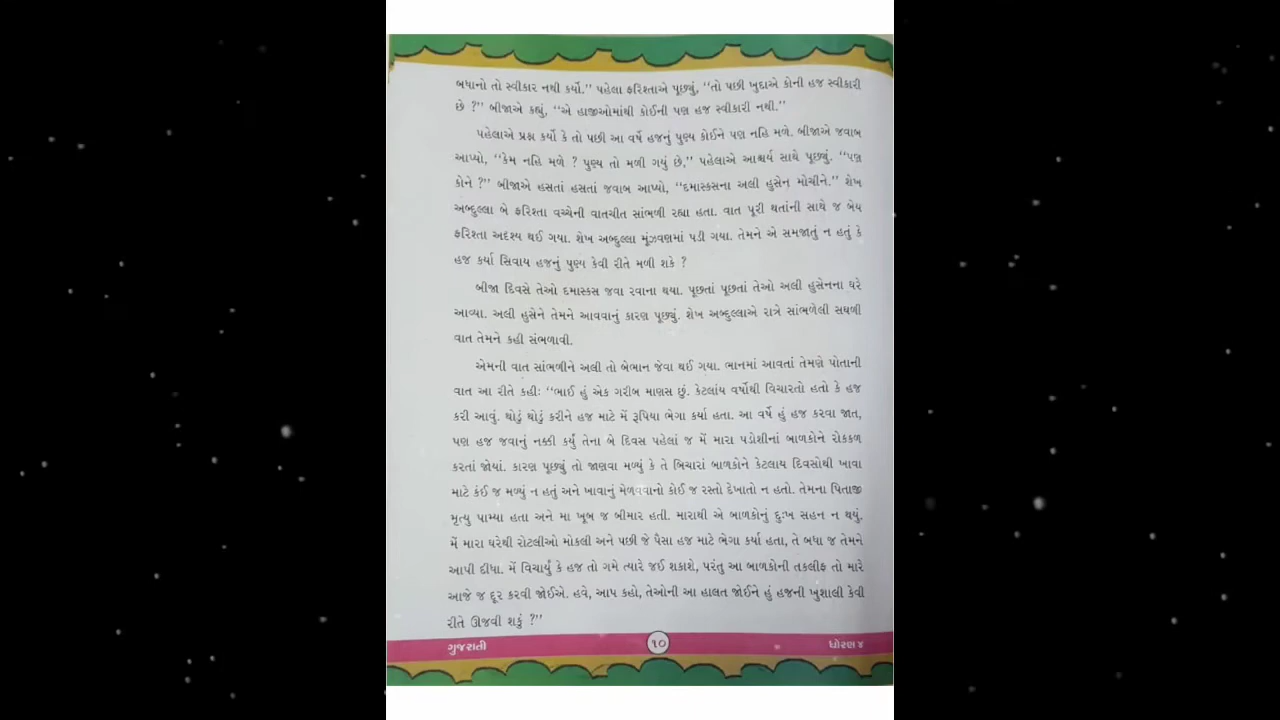 બધાનો તો સ્વીકાર નથી કર્યો.” પહેલા ફરિશ્તાએ પૂછ્યું, “તો પછી ખુદાએ કોની હજ સ્વીકારી
છે ?” બીજાએ કહ્યું, “એ હાજીઓમાંથી કોઈની પણ હજ સ્વીકારી નથી.”
પહેલાએ પ્રશ્ન કર્યો કે તો પછી આ વર્ષે હજનું પુણ્ય કોઈને પણ નહિ મળે. બીજાએ જવાબ
આપ્યો, “કેમ નહિ મળે ? પુણ્ય તો મળી ગયું છે,” પહેલાએ આશ્ચર્ય સાથે પૂછ્યું. “પણ
કોને ?” બીજાએ હસતાં હસતાં જવાબ આપ્યો, “દમાસ્કસના અલી હુસેન મોચીને.” શેખ
અબ્દુલ્લા બે ફરિશ્તા વચ્ચેની વાતચીત સાંભળી રહ્યા હતા. વાત પૂરી થતાંની સાથે જ બેય
ફરિશ્તા અદૃશ્ય થઈ ગયા. શેખ અબ્દુલ્લા મૂંઝવણમાં પડી ગયા. તેમને એ સમજાતું ન હતું કે
હજ કર્યા સિવાય હજનું પુણ્ય કેવી રીતે મળી શકે ?
બીજા દિવસે તેઓ દમાસ્કસ જવા રવાના થયા. પૂછતાં પૂછતાં તેઓ અલી હુસેનના ઘરે
આવ્યા. અલી હુસેને તેમને આવવાનું કારણ પૂછ્યું. શેખ અબ્દુલ્લાએ રાત્રે સાંભળેલી સઘળી
વાત તેમને કહી સંભળાવી.
એમની વાત સાંભળીને અલી તો બેભાન જેવા થઈ ગયા. ભાનમાં આવતાં તેમણે પોતાની
વાત આ રીતે કહીઃ “ભાઈ હું એક ગરીબ માણસ છું. કેટલાંય વર્ષોથી વિચારતો હતો કે હજ
કરી આવું. થોડું થોડું કરીને હજ માટે મેં રૂપિયા ભેગા કર્યા હતા. આ વર્ષે હું હજ કરવા જાત,
પણ હજ જવાનું નક્કી કર્યું તેના બે દિવસ પહેલાં જ મેં મારા પડોશીનાં બાળકોને રોકકળ
કરતાં જોયાં. કારણ પૂછ્યું તો જાણવા મળ્યું કે તે બિચારાં બાળકોને કેટલાય દિવસોથી ખાવા
માટે કંઈ જ મળ્યું ન હતું અને ખાવાનું મેળવવાનો કોઈ જ રસ્તો દેખાતો ન હતો. તેમના પિતાજી
મૃત્યુ પામ્યા હતા અને મા ખૂબ જ બીમાર હતી. મારાથી એ બાળકોનું દુઃખ સહન ન થયું.
મેં મારા ઘરેથી રોટલીઓ મોકલી અને પછી જે પૈસા હજ માટે ભેગા કર્યા હતા, તે બધા જ તેમને
આપી દીધા. મેં વિચાર્યું કે હજ તો ગમે ત્યારે જઈ શકાશે, પરંતુ આ બાળકોની તકલીફ તો મારે
આજે જ દૂર કરવી જોઈએ. હવે, આપ કહો, તેઓની આ હાલત જોઈને હું હજની ખુશાલી કેવી
રીતે ઊજવી શકું ?”
ગુજરાતી ૧૦ ધોરણ ૪